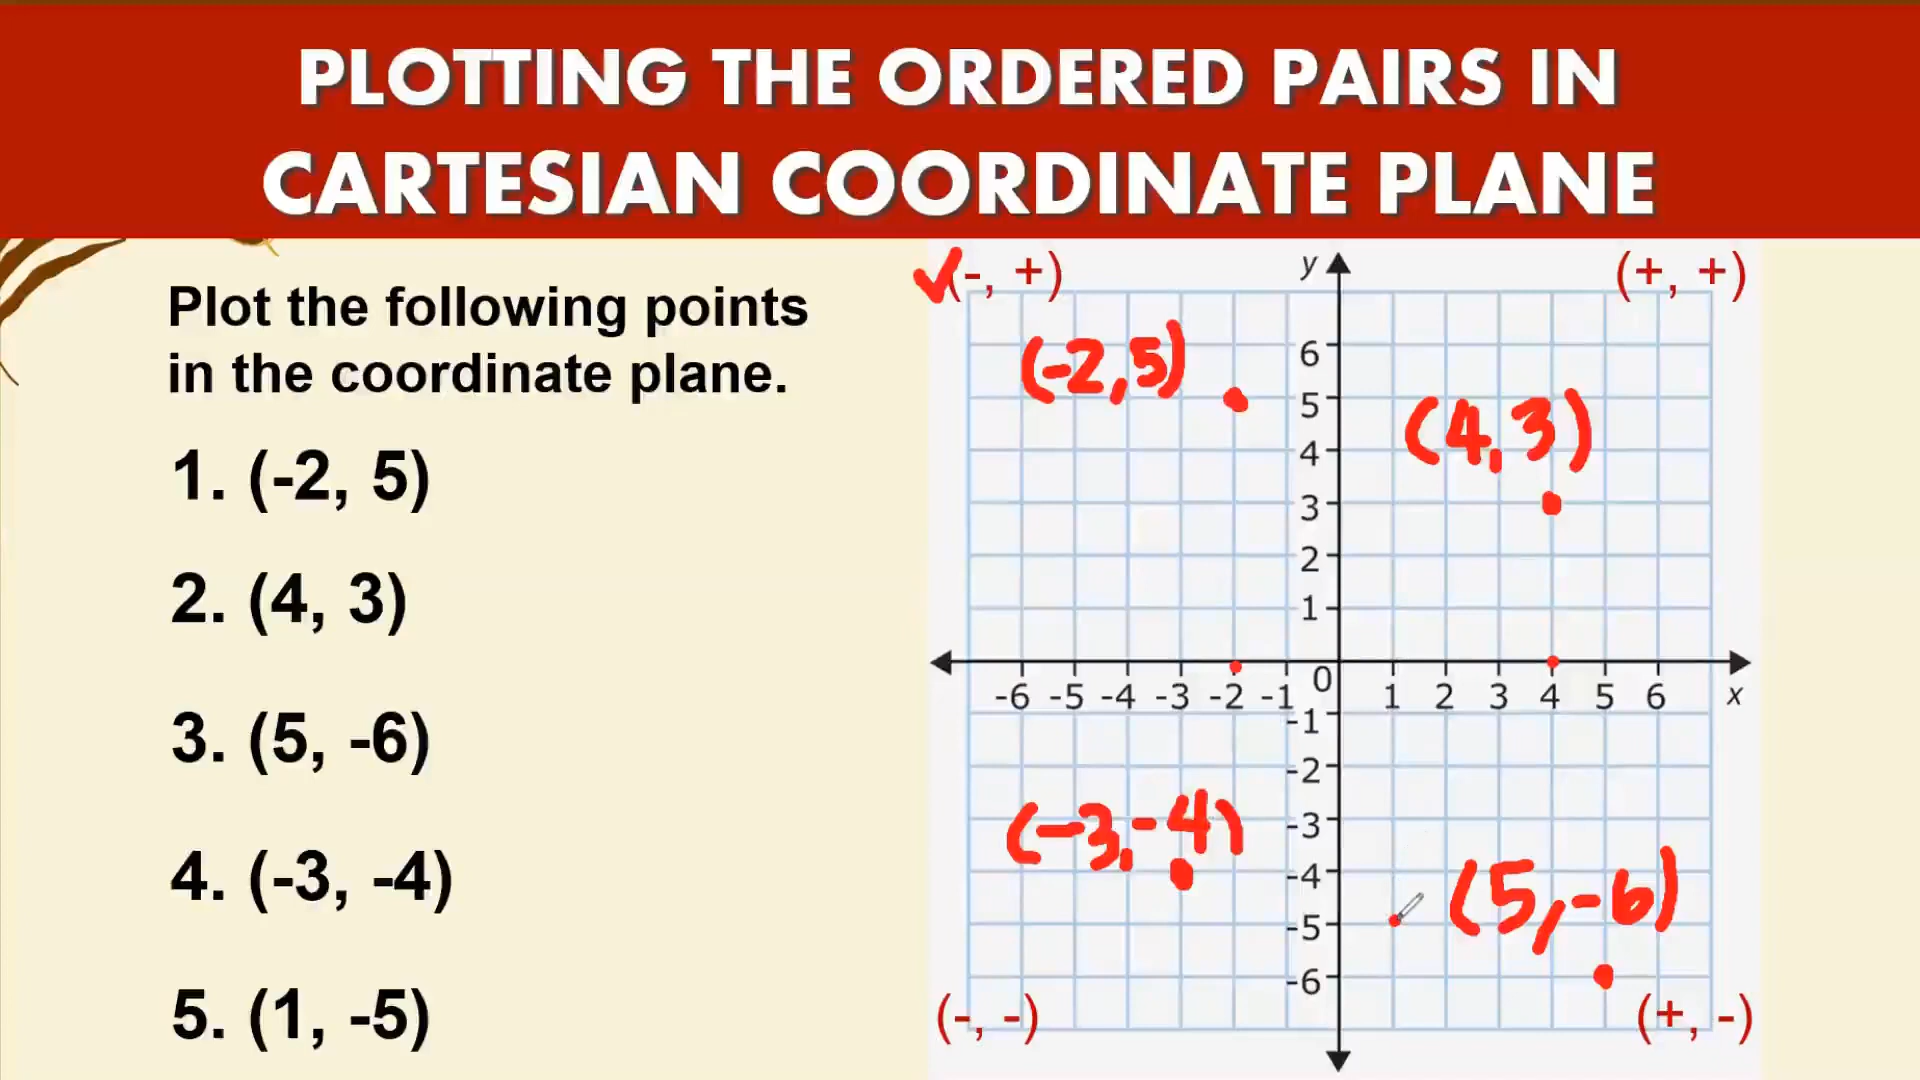 PLOTTING THE ORDERED PAIRS IN
CARTESIAN COORDINATE PLANE
Plot the following points
in the coordinate plane.
1. (-2, 5)
2. (4, 3)
3. (5, -6)
4. (-3, -4)
5. (1, -5)
(-, +)
y
(+, +)
(-2,5)
6
5
(4,3)
4
3
2
1
0
-6 -5 -4 -3 -2 -1 1 2 3 4 5 6 x
-1
-2
(-3,-4)
-3
-4
(5,-6)
-5
-6
(-, -)
(+, -)